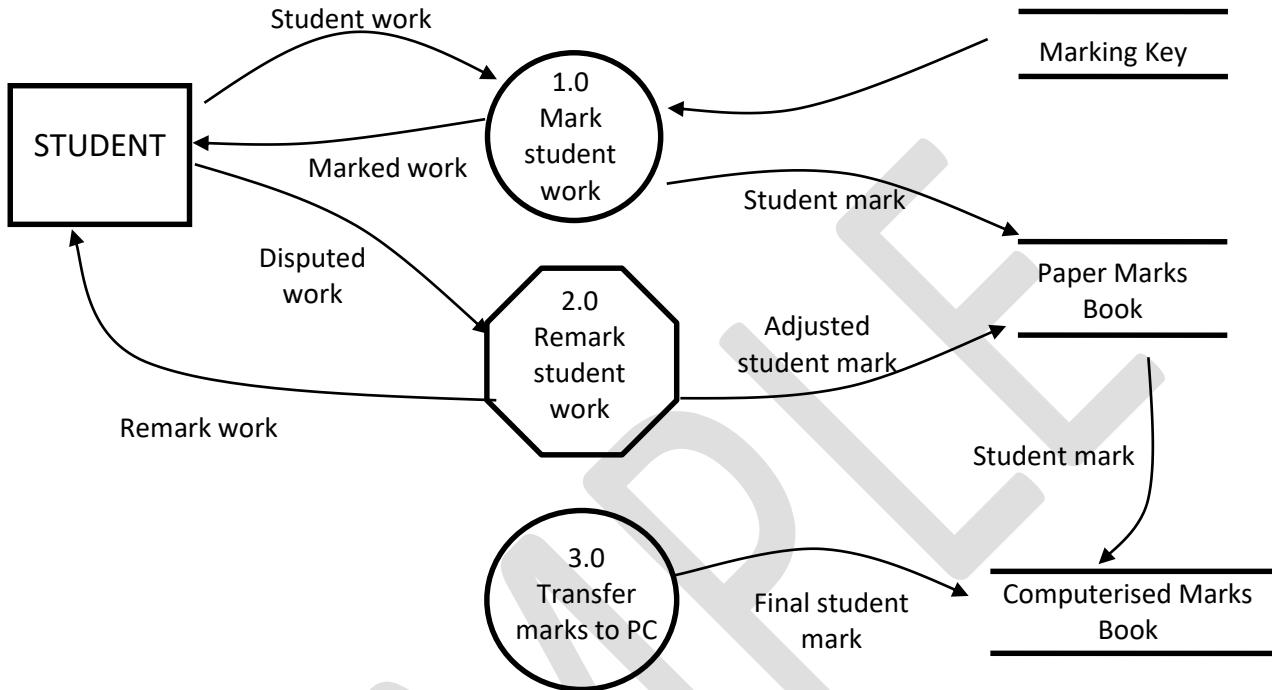 Student work
Marking Key
1.0
Mark
student
work
STUDENT
Marked work
Student mark
Disputed
work
Paper Marks
Book
2.0
Remark
student
work
Adjusted
student mark
Remark work
Student mark
3.0
Transfer
marks to PC
Final student
mark
Computerised Marks
Book